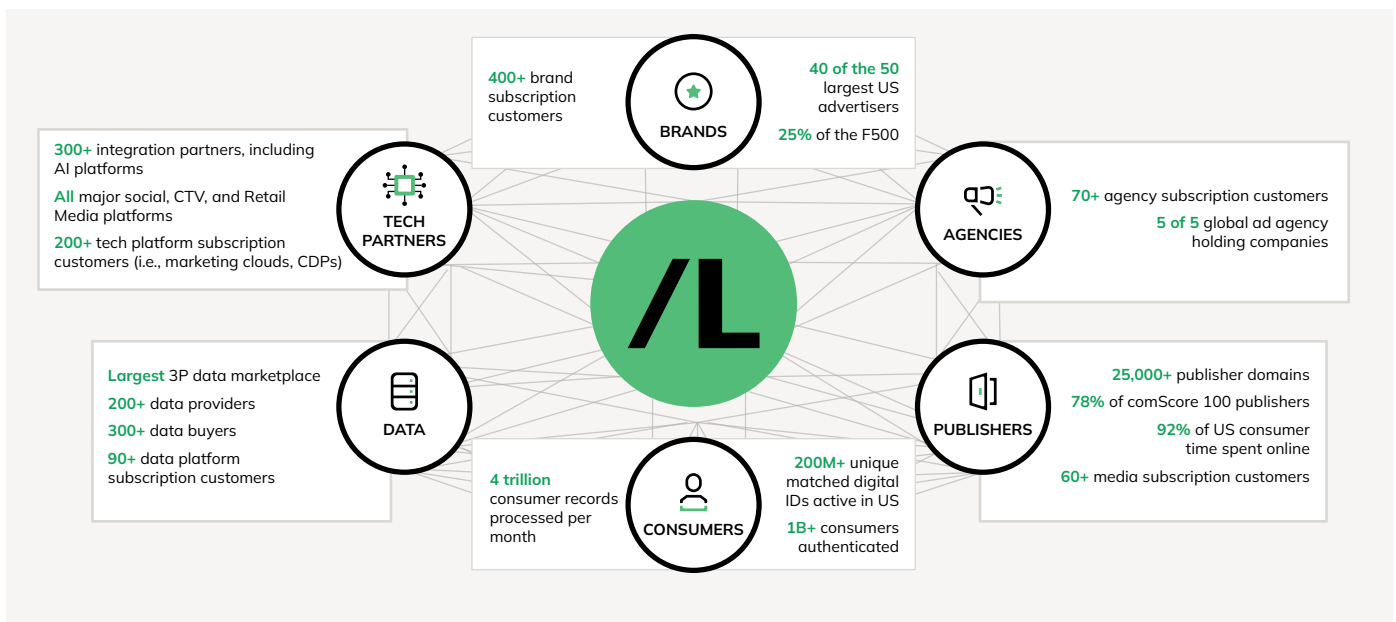 400+ brand
subscription
customers
BRANDS
40 of the 50
largest US
advertisers
25% of the F500
300+ integration partners, including
AI platforms
All major social, CTV, and Retail
Media platforms
200+ tech platform subscription
customers (i.e., marketing clouds, CDPs)
TECH
PARTNERS
AGENCIES
70+ agency subscription customers
5 of 5 global ad agency
holding companies
/L
Largest 3P data marketplace
200+ data providers
300+ data buyers
90+ data platform
subscription customers
DATA
PUBLISHERS
25,000+ publisher domains
78% of comScore 100 publishers
92% of US consumer
time spent online
60+ media subscription customers
4 trillion
consumer records
processed per
month
CONSUMERS
200M+ unique
matched digital
IDs active in US
1B+ consumers
authenticated